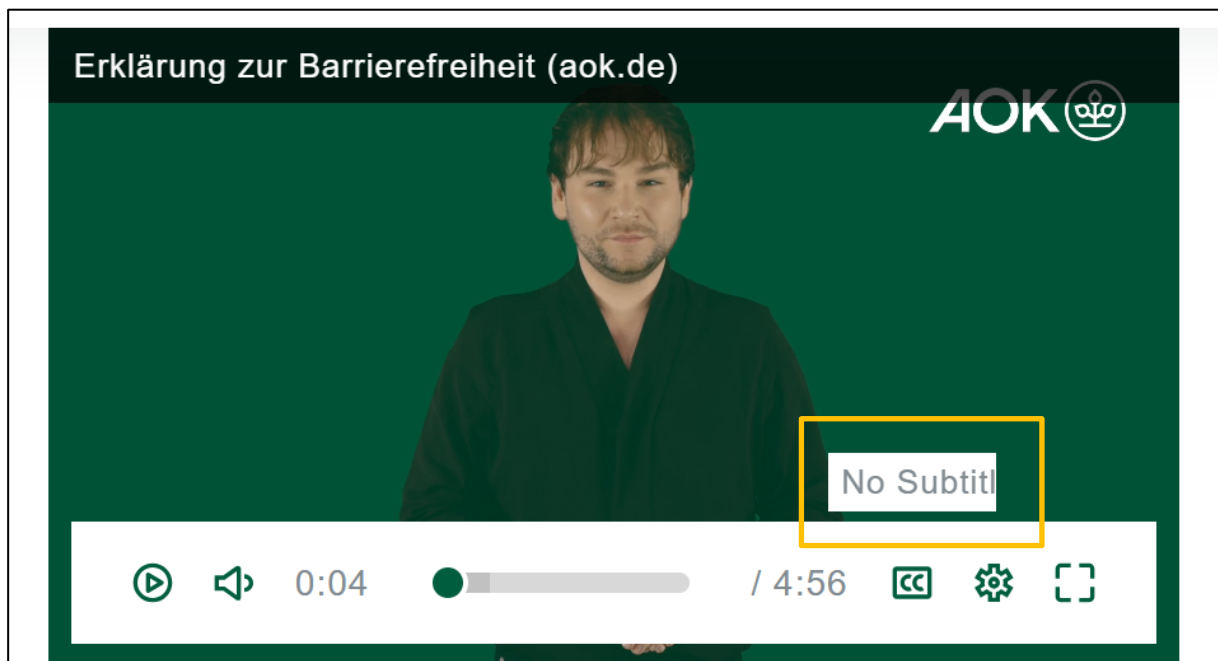 Erklärung zur Barrierefreiheit (aok.de)
AOK
No Subtitl
0:04 / 4:56 CC